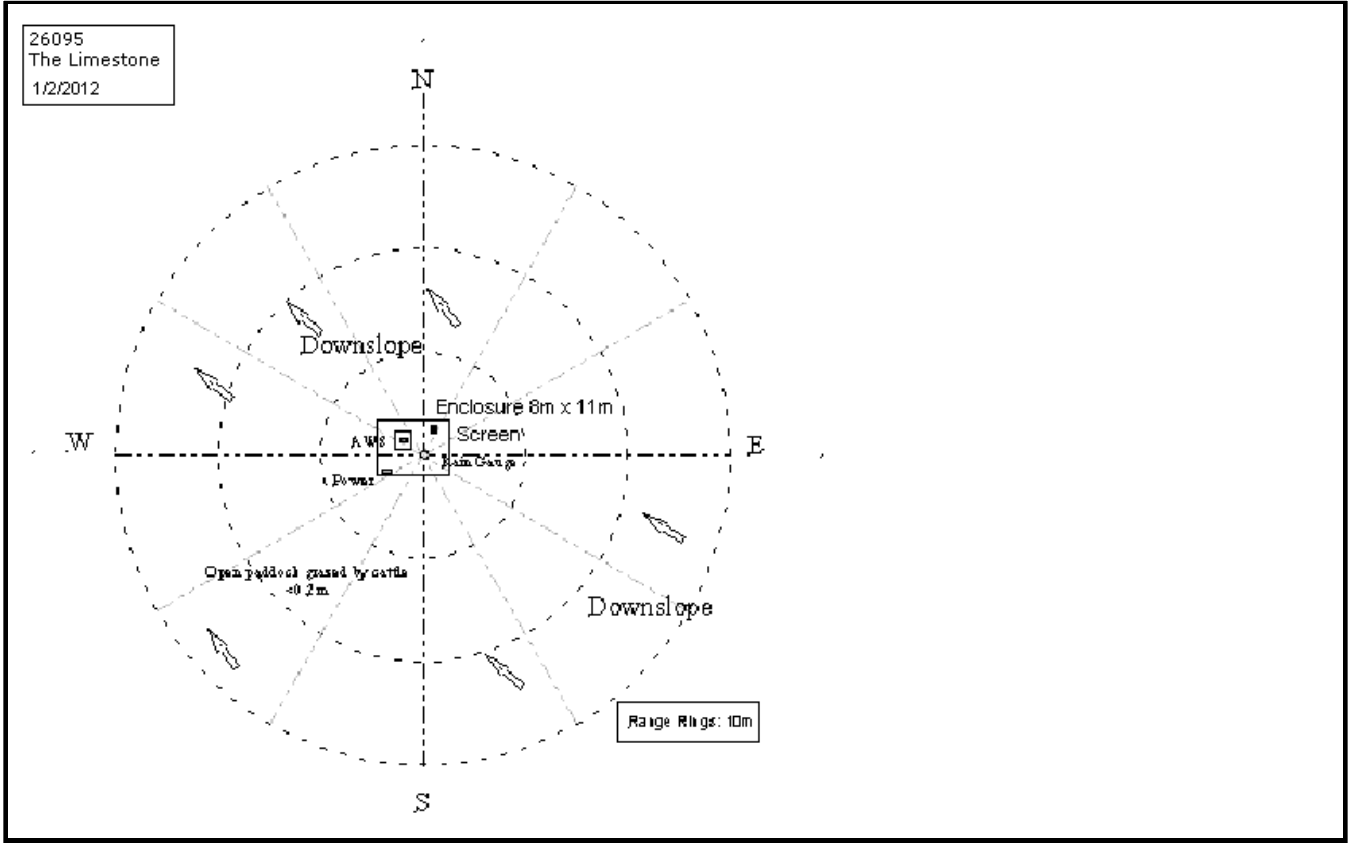 26095
The Limestone
1/2/2012
N
Downslope
Enclosure 8m x 11m
AWS
Screen
W
E
Rain Gauge
Power
Open paddock grazed by cattle
<0.2m
Downslope
Range Rings: 10m
S